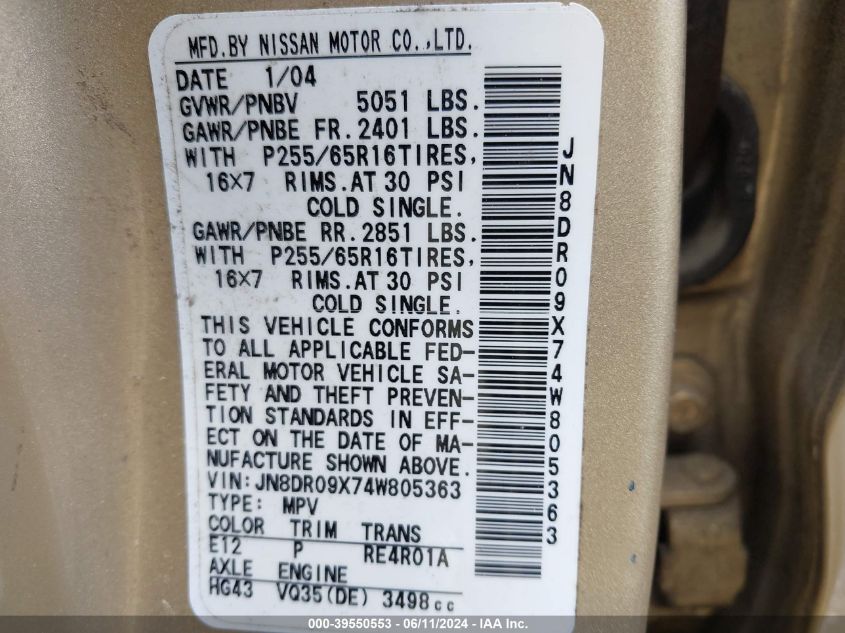 MFD.BY NISSAN MOTOR CO.,LTD.
DATE 1/04
GVWR/PNBV 5051 LBS.
GAWR/PNBE FR.2401 LBS.
WITH P255/65R16TIRES,
16X7 RIMS.AT 30 PSI
COLD SINGLE.
GAWR/PNBE RR.2851 LBS.
WITH P255/65R16TIRES,
16X7 RIMS.AT 30 PSI
COLD SINGLE.
THIS VEHICLE CONFORMS
TO ALL APPLICABLE FED-
ERAL MOTOR VEHICLE SA-
FETY AND THEFT PREVEN-
TION STANDARDS IN EFF-
ECT ON THE DATE OF MA-
NUFACTURE SHOWN ABOVE.
VIN:JN8DR09X74W805363
TYPE: MPV
COLOR TRIM TRANS
E12 P RE4R01A
AXLE ENGINE
HG43 VQ35(DE) 3498cc
JN8DR09X74W805363
000-39550553 - 06/11/2024 - IAA Inc.